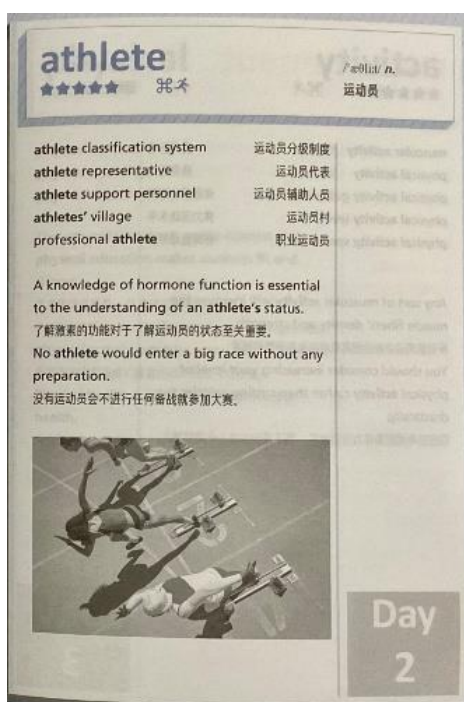 athlete
/ˈæθliːt/ n.
★★★★★
运动员
athlete classification system 运动员分级制度
athlete representative 运动员代表
athlete support personnel 运动员辅助人员
athletes' village 运动员村
professional athlete 职业运动员
A knowledge of hormone function is essential
to the understanding of an athlete's status.
了解激素的功能对于了解运动员的状态至关重要。
No athlete would enter a big race without any
preparation.
没有运动员会不进行任何备战就参加大赛。
Day
2